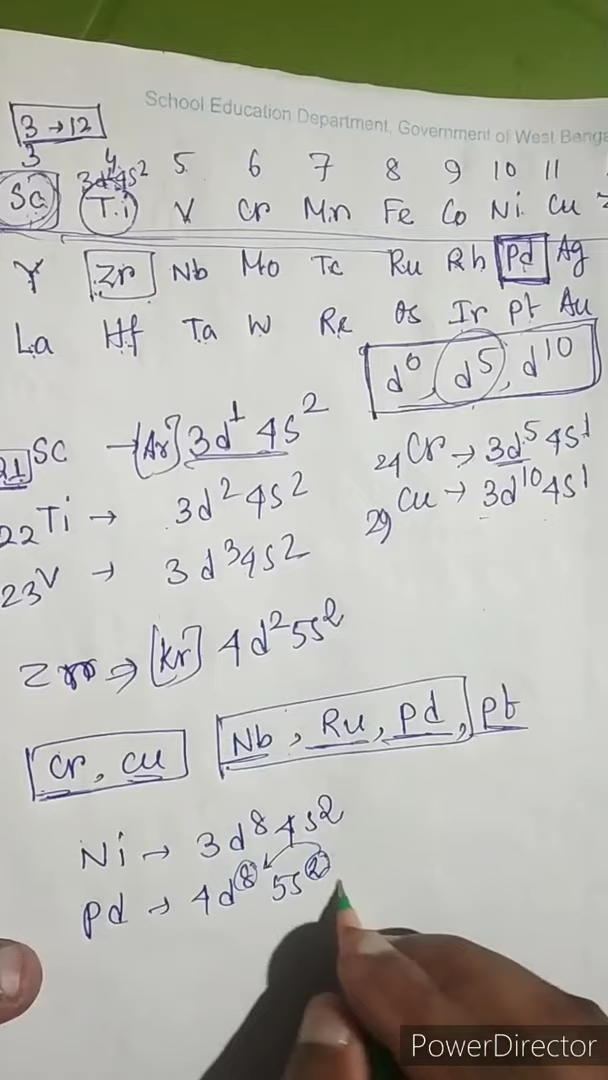 School Education Department, Government of West Benga
3 → 12
3 4 5 6 7 8 9 10 11
3d²4s²
Sc Ti V Cr Mn Fe Co Ni Cu
Y Zr Nb Mo Tc Ru Rh Pd Ag
La Hf Ta W Re Os Ir Pt Au
d⁰, d⁵, d¹⁰
21Sc → [Ar] 3d¹ 4s²
24Cr → 3d⁵ 4s¹
22Ti → 3d² 4s²
29Cu → 3d¹⁰ 4s¹
23V → 3d³ 4s²
Zr → [Kr] 4d² 5s²
Cr, Cu Nb, Ru, Pd, Pt
Ni → 3d⁸ 4s²
Pd → 4d⁸ 5s²
PowerDirector